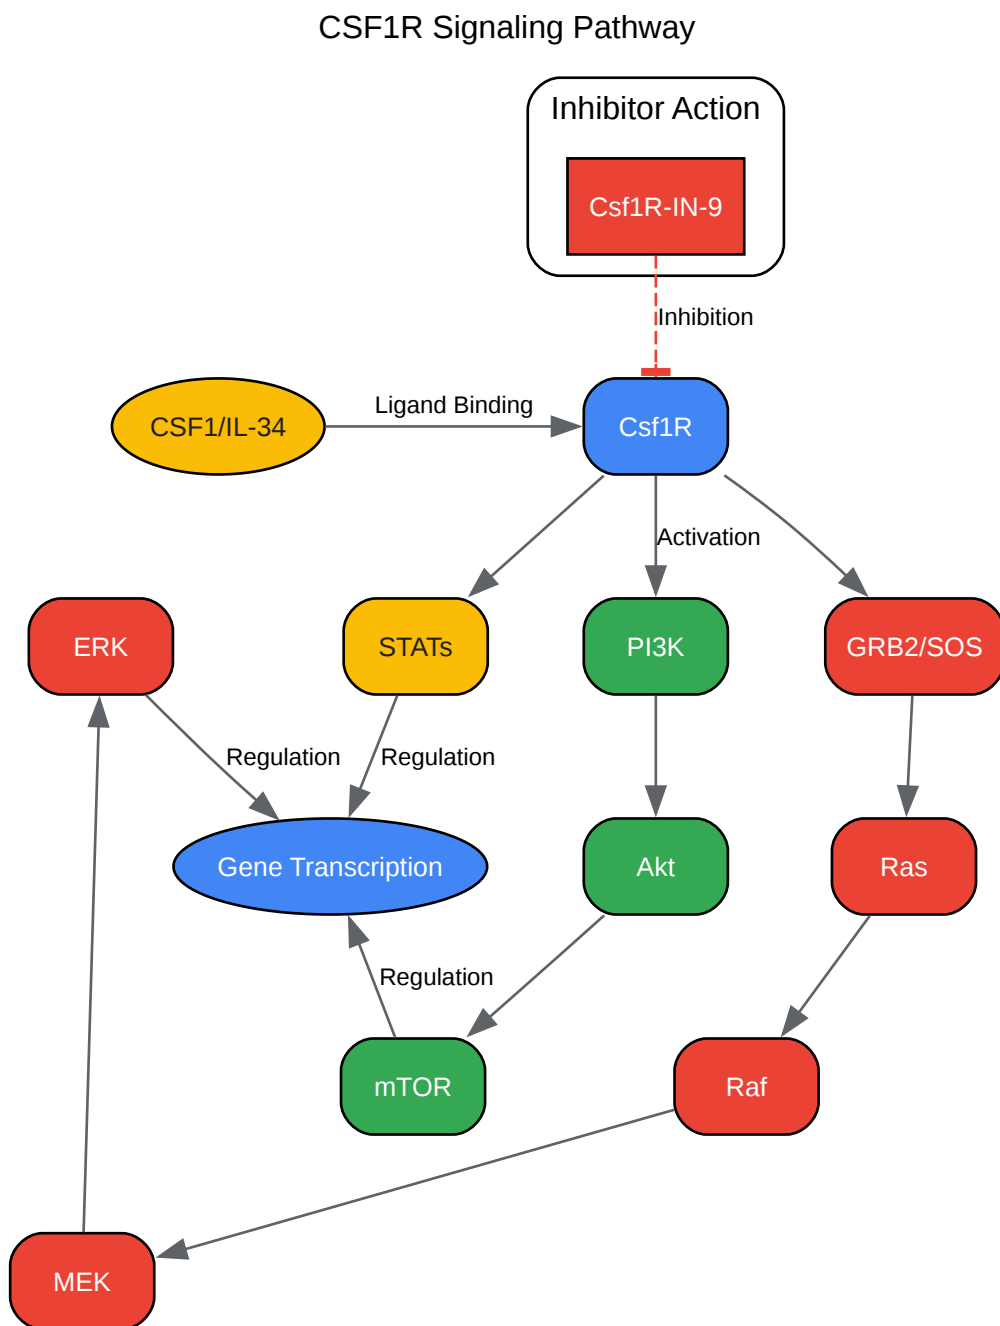 CSF1R Signaling Pathway
Inhibitor Action
Csf1R-IN-9
Inhibition
Ligand Binding
CSF1/IL-34
Csf1R
Activation
ERK
STATs
PI3K
GRB2/SOS
Regulation
Regulation
Gene Transcription
Akt
Ras
Regulation
mTOR
Raf
MEK